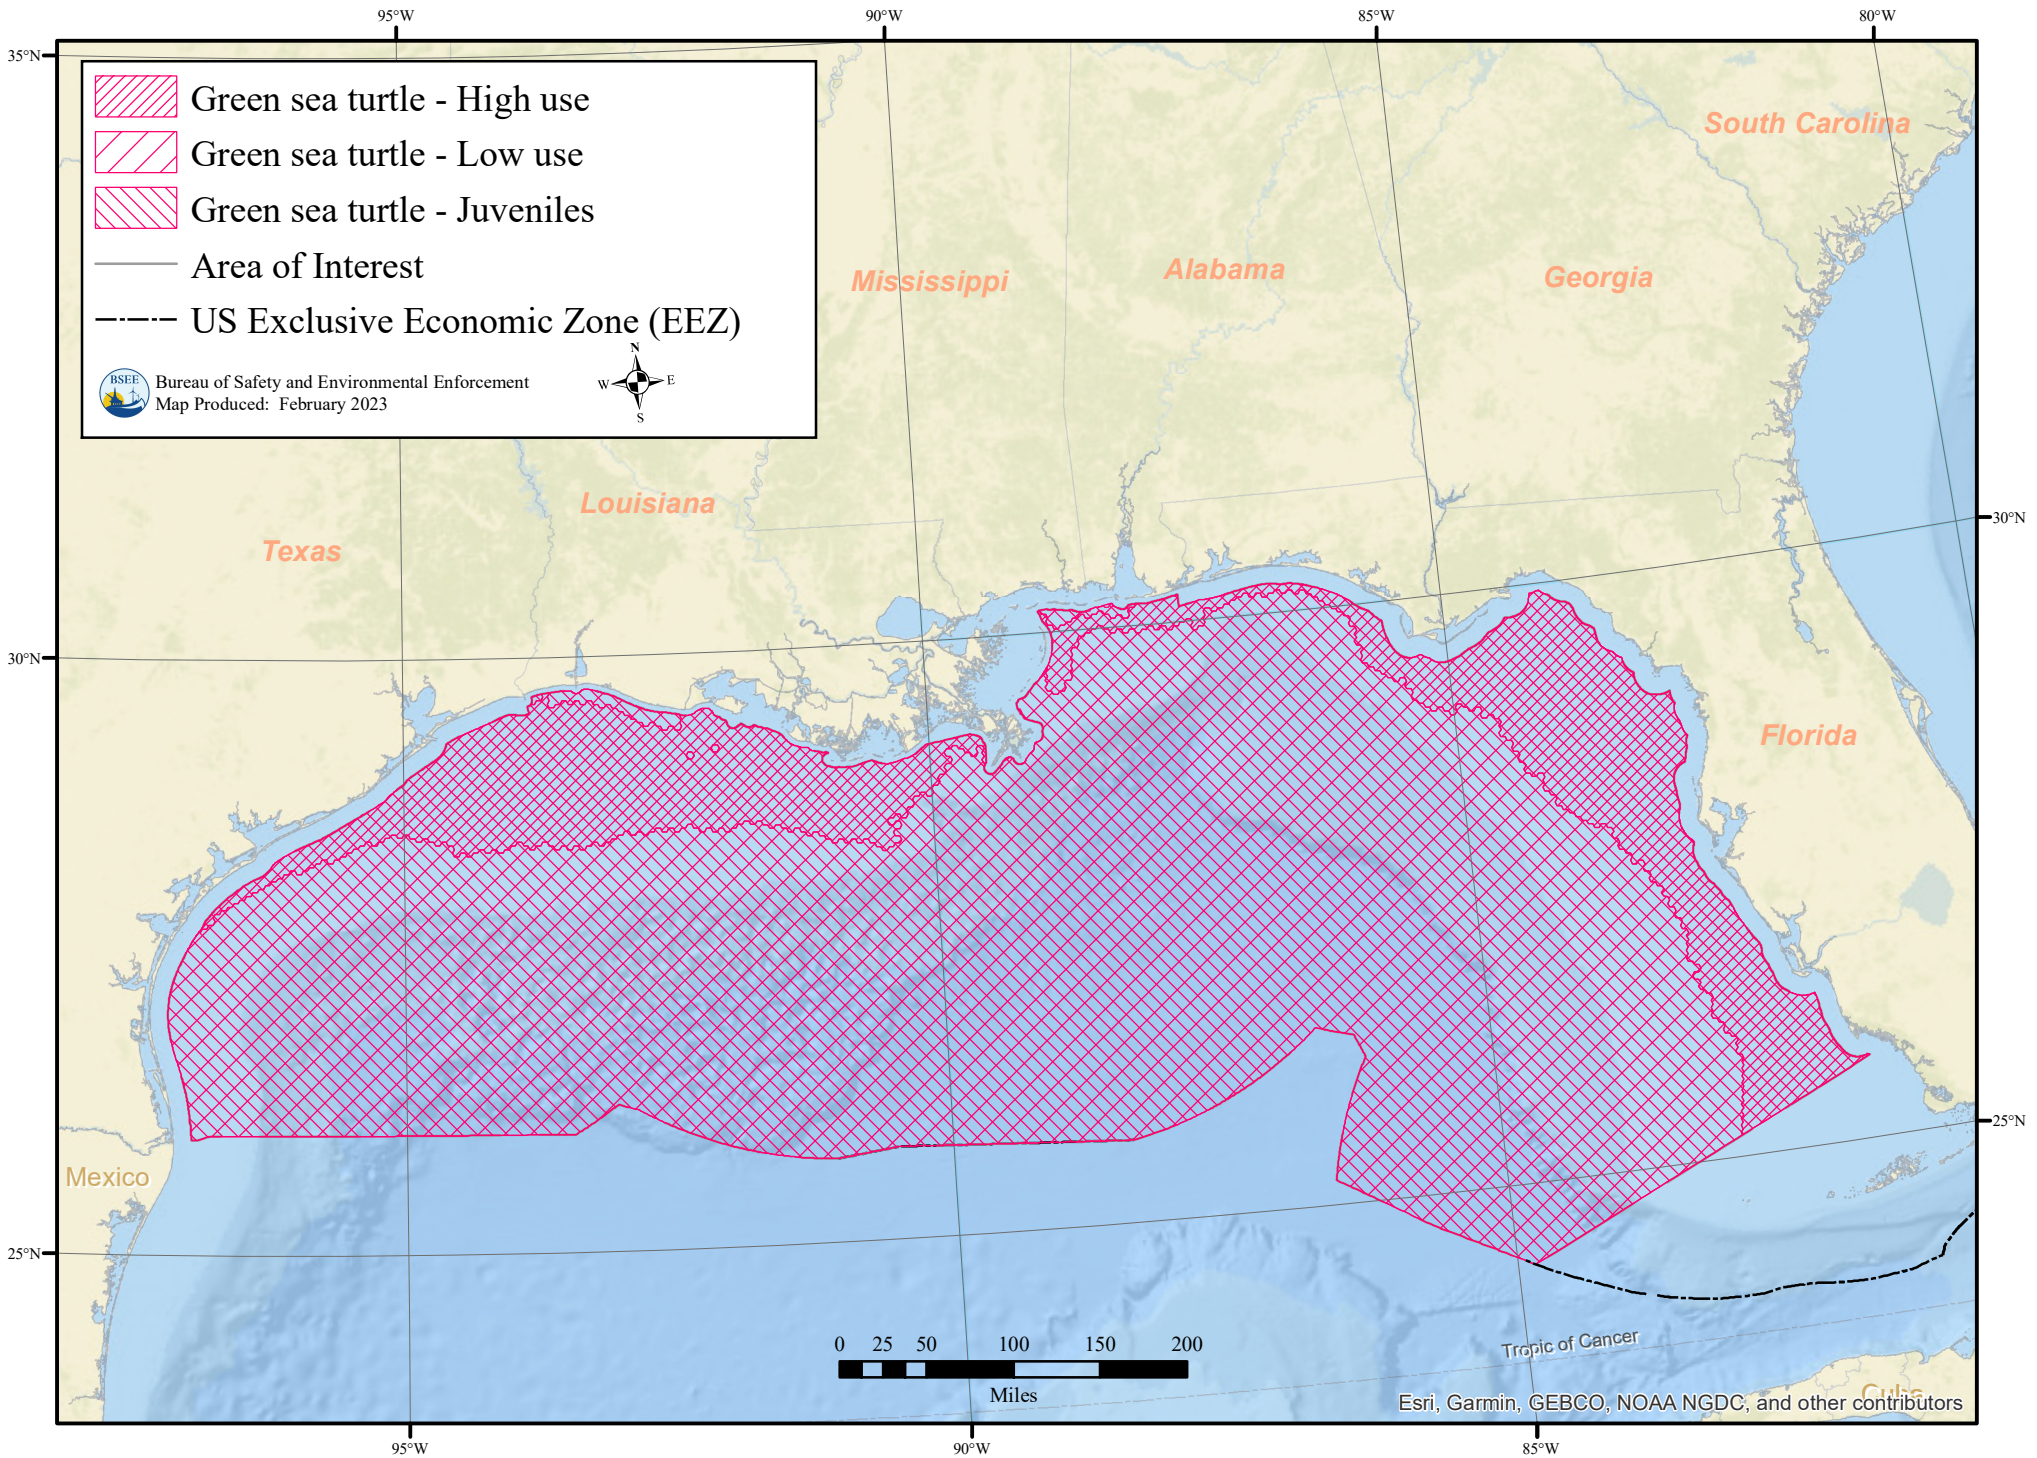 95°W 90°W 85°W 80°W
35°N
Green sea turtle - High use
Green sea turtle - Low use
Green sea turtle - Juveniles
Area of Interest
US Exclusive Economic Zone (EEZ)
N
W E
S
BSEE
Bureau of Safety and Environmental Enforcement
Map Produced: February 2023
South Carolina
Mississippi
Alabama
Georgia
Louisiana
Texas
30°N
30°N
Florida
25°N
Mexico
25°N
0 25 50 100 150 200
Miles
Tropic of Cancer
Cuba
Esri, Garmin, GEBCO, NOAA NGDC, and other contributors
95°W 90°W 85°W